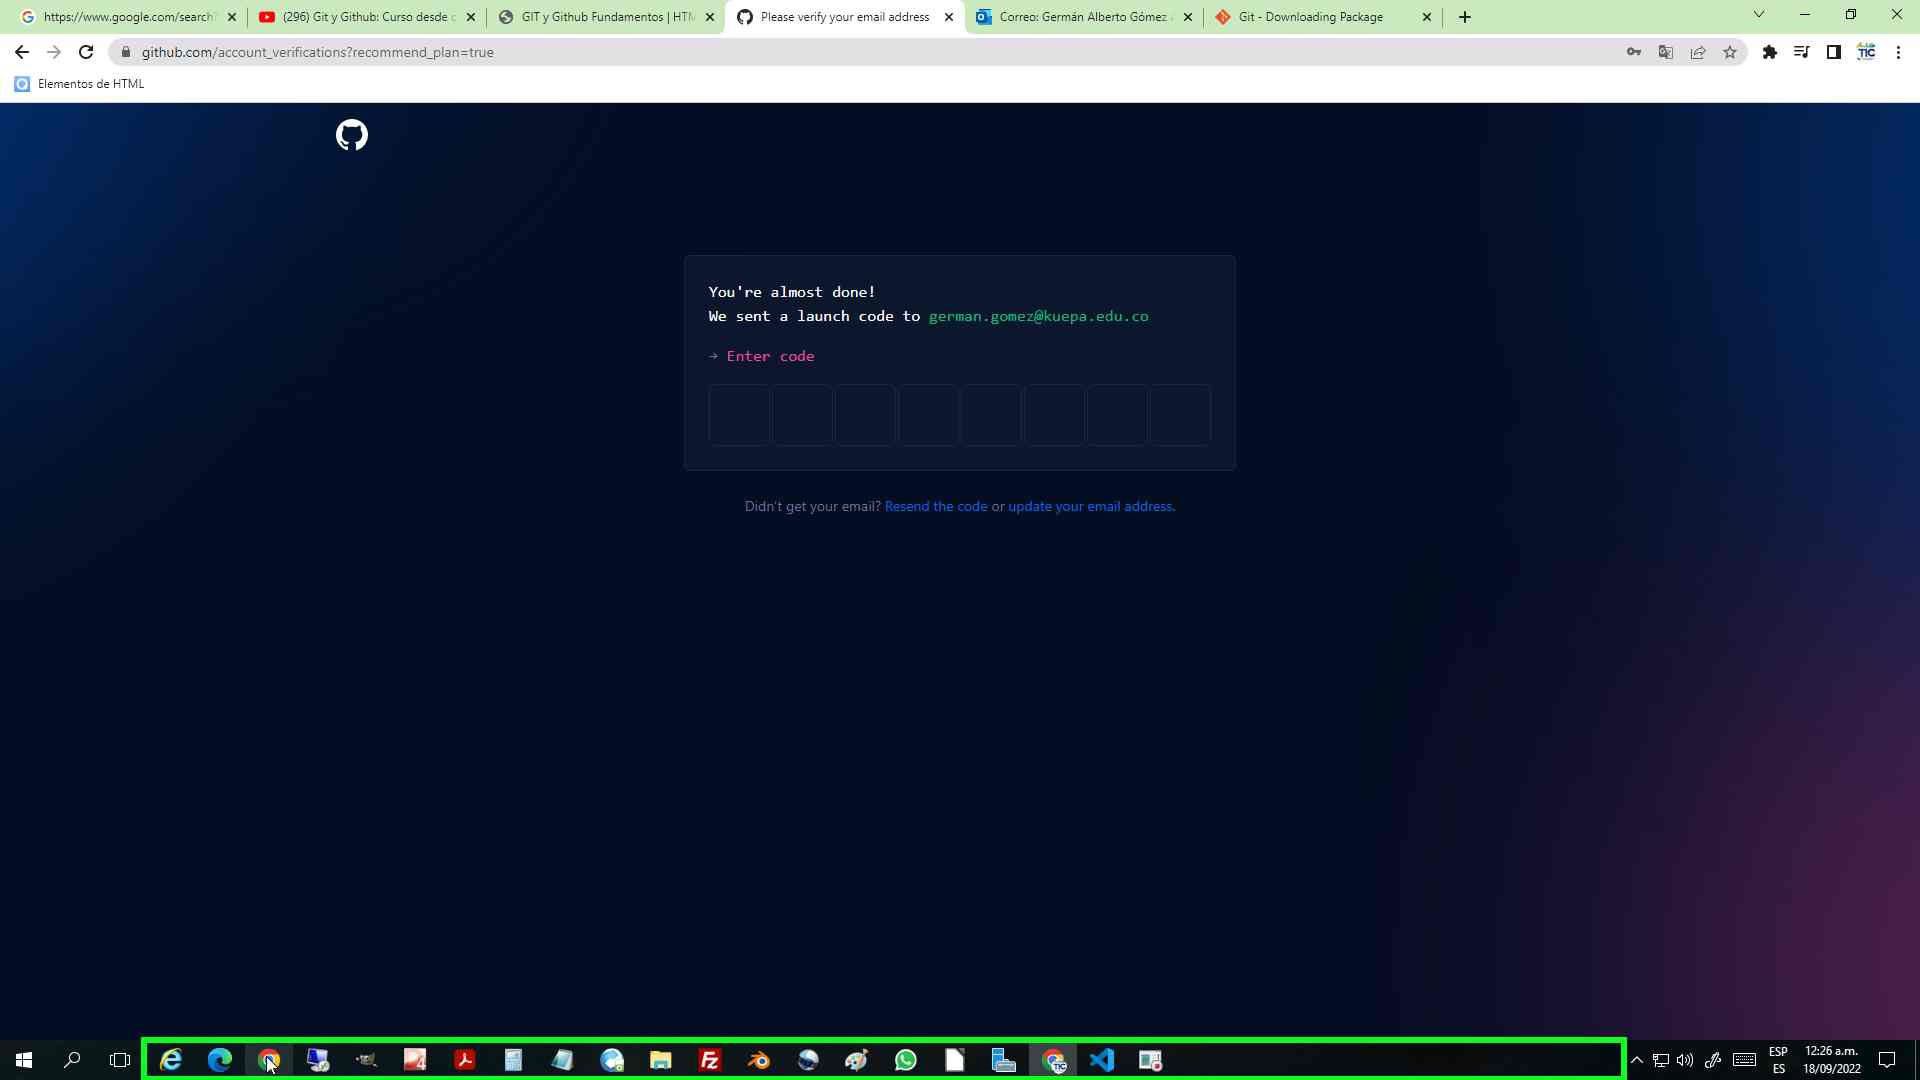 https://www.google.com/search?
(296) Git y Github: Curso desde c
GIT y Github Fundamentos | HTM
Please verify your email address
Correo: Germán Alberto Gómez
Git - Downloading Package
github.com/account_verifications?recommend_plan=true
TIC
Elementos de HTML
You're almost done!
We sent a launch code to german.gomez@kuepa.edu.co
→ Enter code
Didn't get your email? Resend the code or update your email address.
ESP
ES
12:26 a.m.
18/09/2022